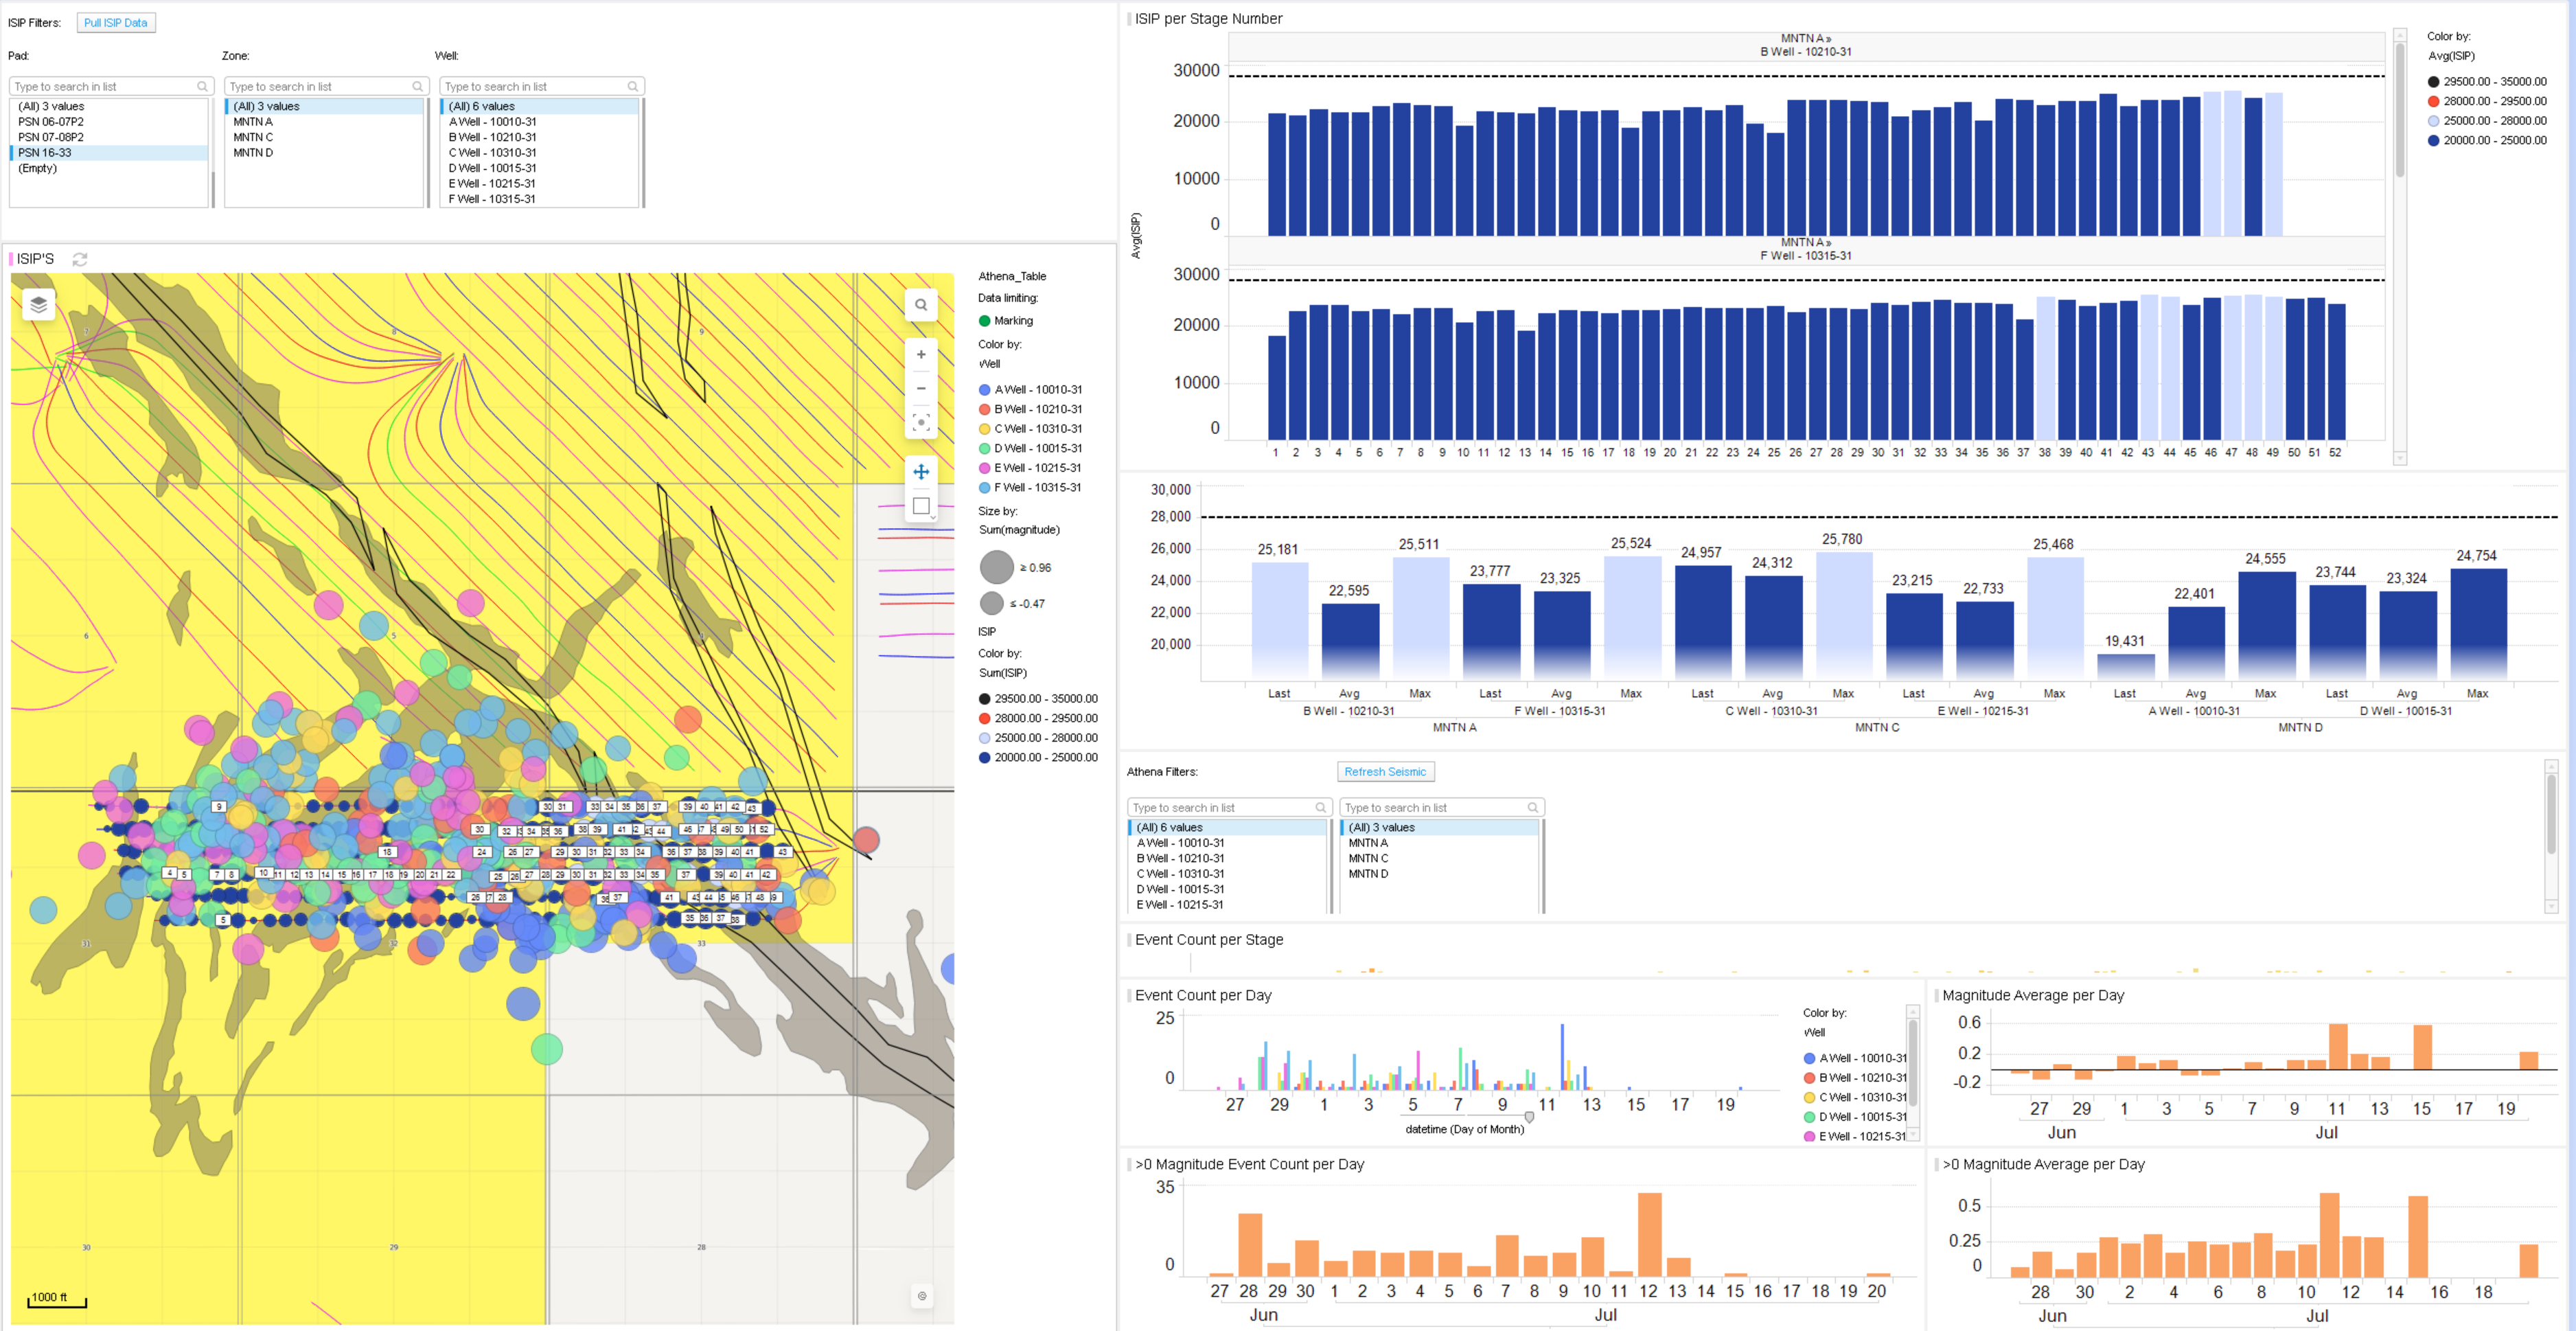 ISIP Filters: Pull ISIP Data
Pad: Zone: Well:
Type to search in list Type to search in list Type to search in list
(All) 3 values (All) 3 values (All) 6 values
PSN 06-07P2 MNTN A A Well - 10010-31
PSN 07-08P2 MNTN C B Well - 10210-31
PSN 16-33 MNTN D C Well - 10310-31
(Empty) D Well - 10015-31
E Well - 10215-31
F Well - 10315-31
ISIP'S
8
9
6
5
31
32
33
30
29
28
1000 ft
Athena_Table
Data limiting:
Marking
Color by:
Well
A Well - 10010-31
B Well - 10210-31
C Well - 10310-31
D Well - 10015-31
E Well - 10215-31
F Well - 10315-31
Size by:
Sum(magnitude)
≥ 0.96
≤ -0.47
ISIP
Color by:
Sum(ISIP)
29500.00 - 35000.00
28000.00 - 29500.00
25000.00 - 28000.00
20000.00 - 25000.00
ISIP per Stage Number
MNTN A »
B Well - 10210-31
30000
20000
10000
0
Avg(ISIP)
MNTN A »
F Well - 10315-31
30000
20000
10000
0
1 2 3 4 5 6 7 8 9 10 11 12 13 14 15 16 17 18 19 20 21 22 23 24 25 26 27 28 29 30 31 32 33 34 35 36 37 38 39 40 41 42 43 44 45 46 47 48 49 50 51 52
Color by:
Avg(ISIP)
29500.00 - 35000.00
28000.00 - 29500.00
25000.00 - 28000.00
20000.00 - 25000.00
30,000
28,000
26,000
24,000
22,000
20,000
25,181 22,595 25,511 23,777 23,325 25,524 24,957 24,312 25,780 23,215 22,733 25,468 19,431 22,401 24,555 23,744 23,324 24,754
Last Avg Max Last Avg Max Last Avg Max Last Avg Max Last Avg Max Last Avg Max
B Well - 10210-31 F Well - 10315-31 C Well - 10310-31 E Well - 10215-31 A Well - 10010-31 D Well - 10015-31
MNTN A MNTN C MNTN D
Athena Filters: Refresh Seismic
Type to search in list Type to search in list
(All) 6 values (All) 3 values
A Well - 10010-31 MNTN A
B Well - 10210-31 MNTN C
C Well - 10310-31 MNTN D
D Well - 10015-31
E Well - 10215-31
Event Count per Stage
Event Count per Day
25
0
27 29 1 3 5 7 9 11 13 15 17 19
datetime (Day of Month)
Color by:
Well
A Well - 10010-31
B Well - 10210-31
C Well - 10310-31
D Well - 10015-31
E Well - 10215-31
Magnitude Average per Day
0.6
0.2
-0.2
27 29 1 3 5 7 9 11 13 15 17 19
Jun Jul
>0 Magnitude Event Count per Day
35
0
27 28 29 30 1 2 3 4 5 6 7 8 9 10 11 12 13 14 15 16 17 18 19 20
Jun Jul
>0 Magnitude Average per Day
0.5
0.25
0
28 30 2 4 6 8 10 12 14 16 18
Jun Jul